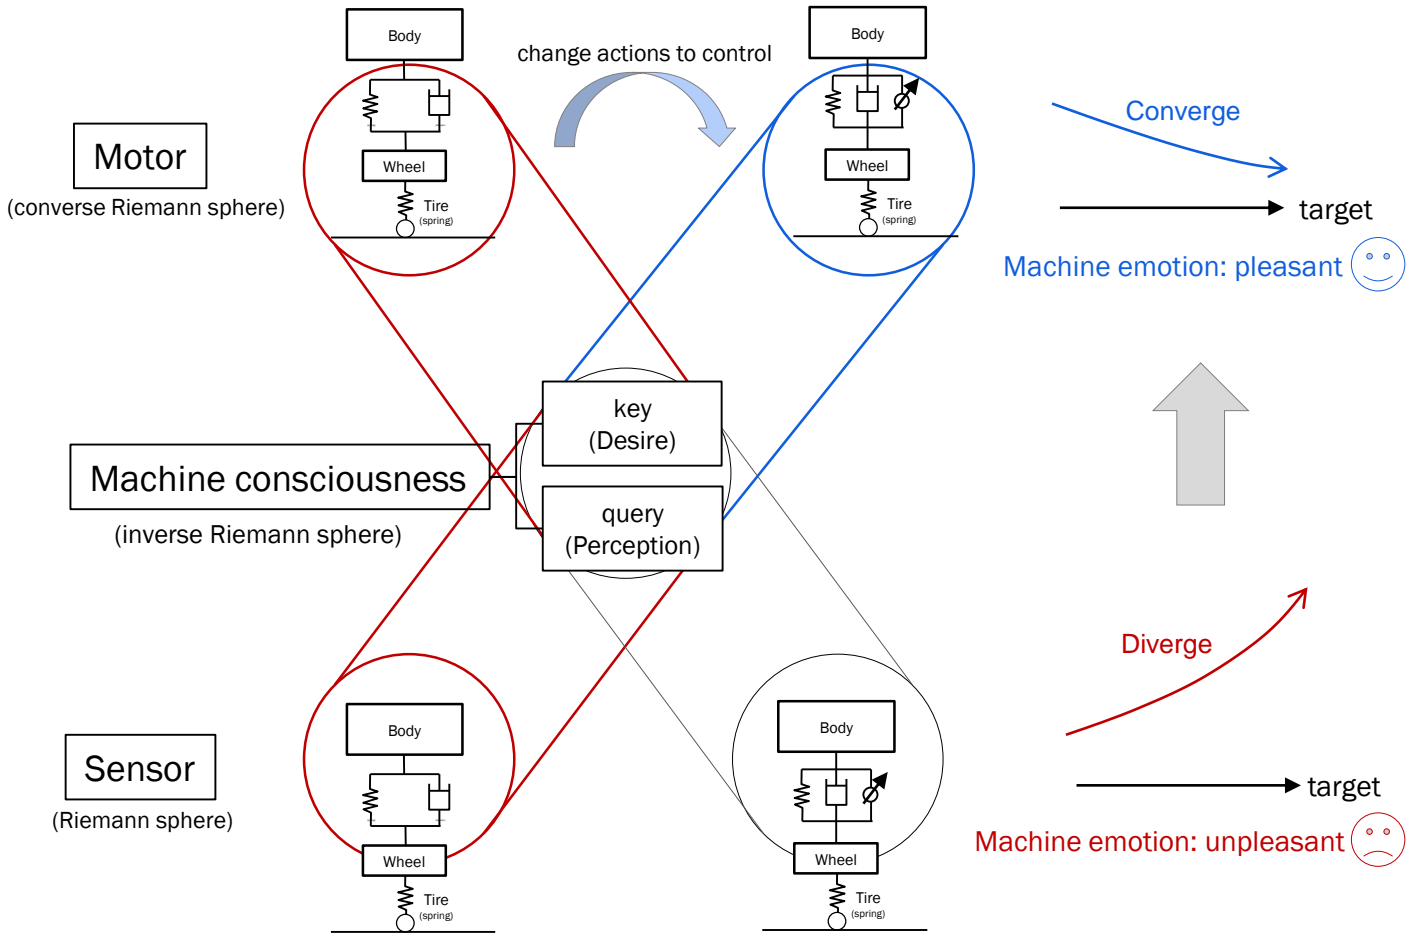 Body
Body
change actions to control
Converge
Motor
Wheel
Wheel
(converse Riemann sphere)
Tire
(spring)
Tire
(spring)
target
Machine emotion: pleasant
key
(Desire)
Machine consciousness
query
(Perception)
(inverse Riemann sphere)
Diverge
Body
Body
Sensor
target
(Riemann sphere)
Machine emotion: unpleasant
Wheel
Wheel
Tire
(spring)
Tire
(spring)